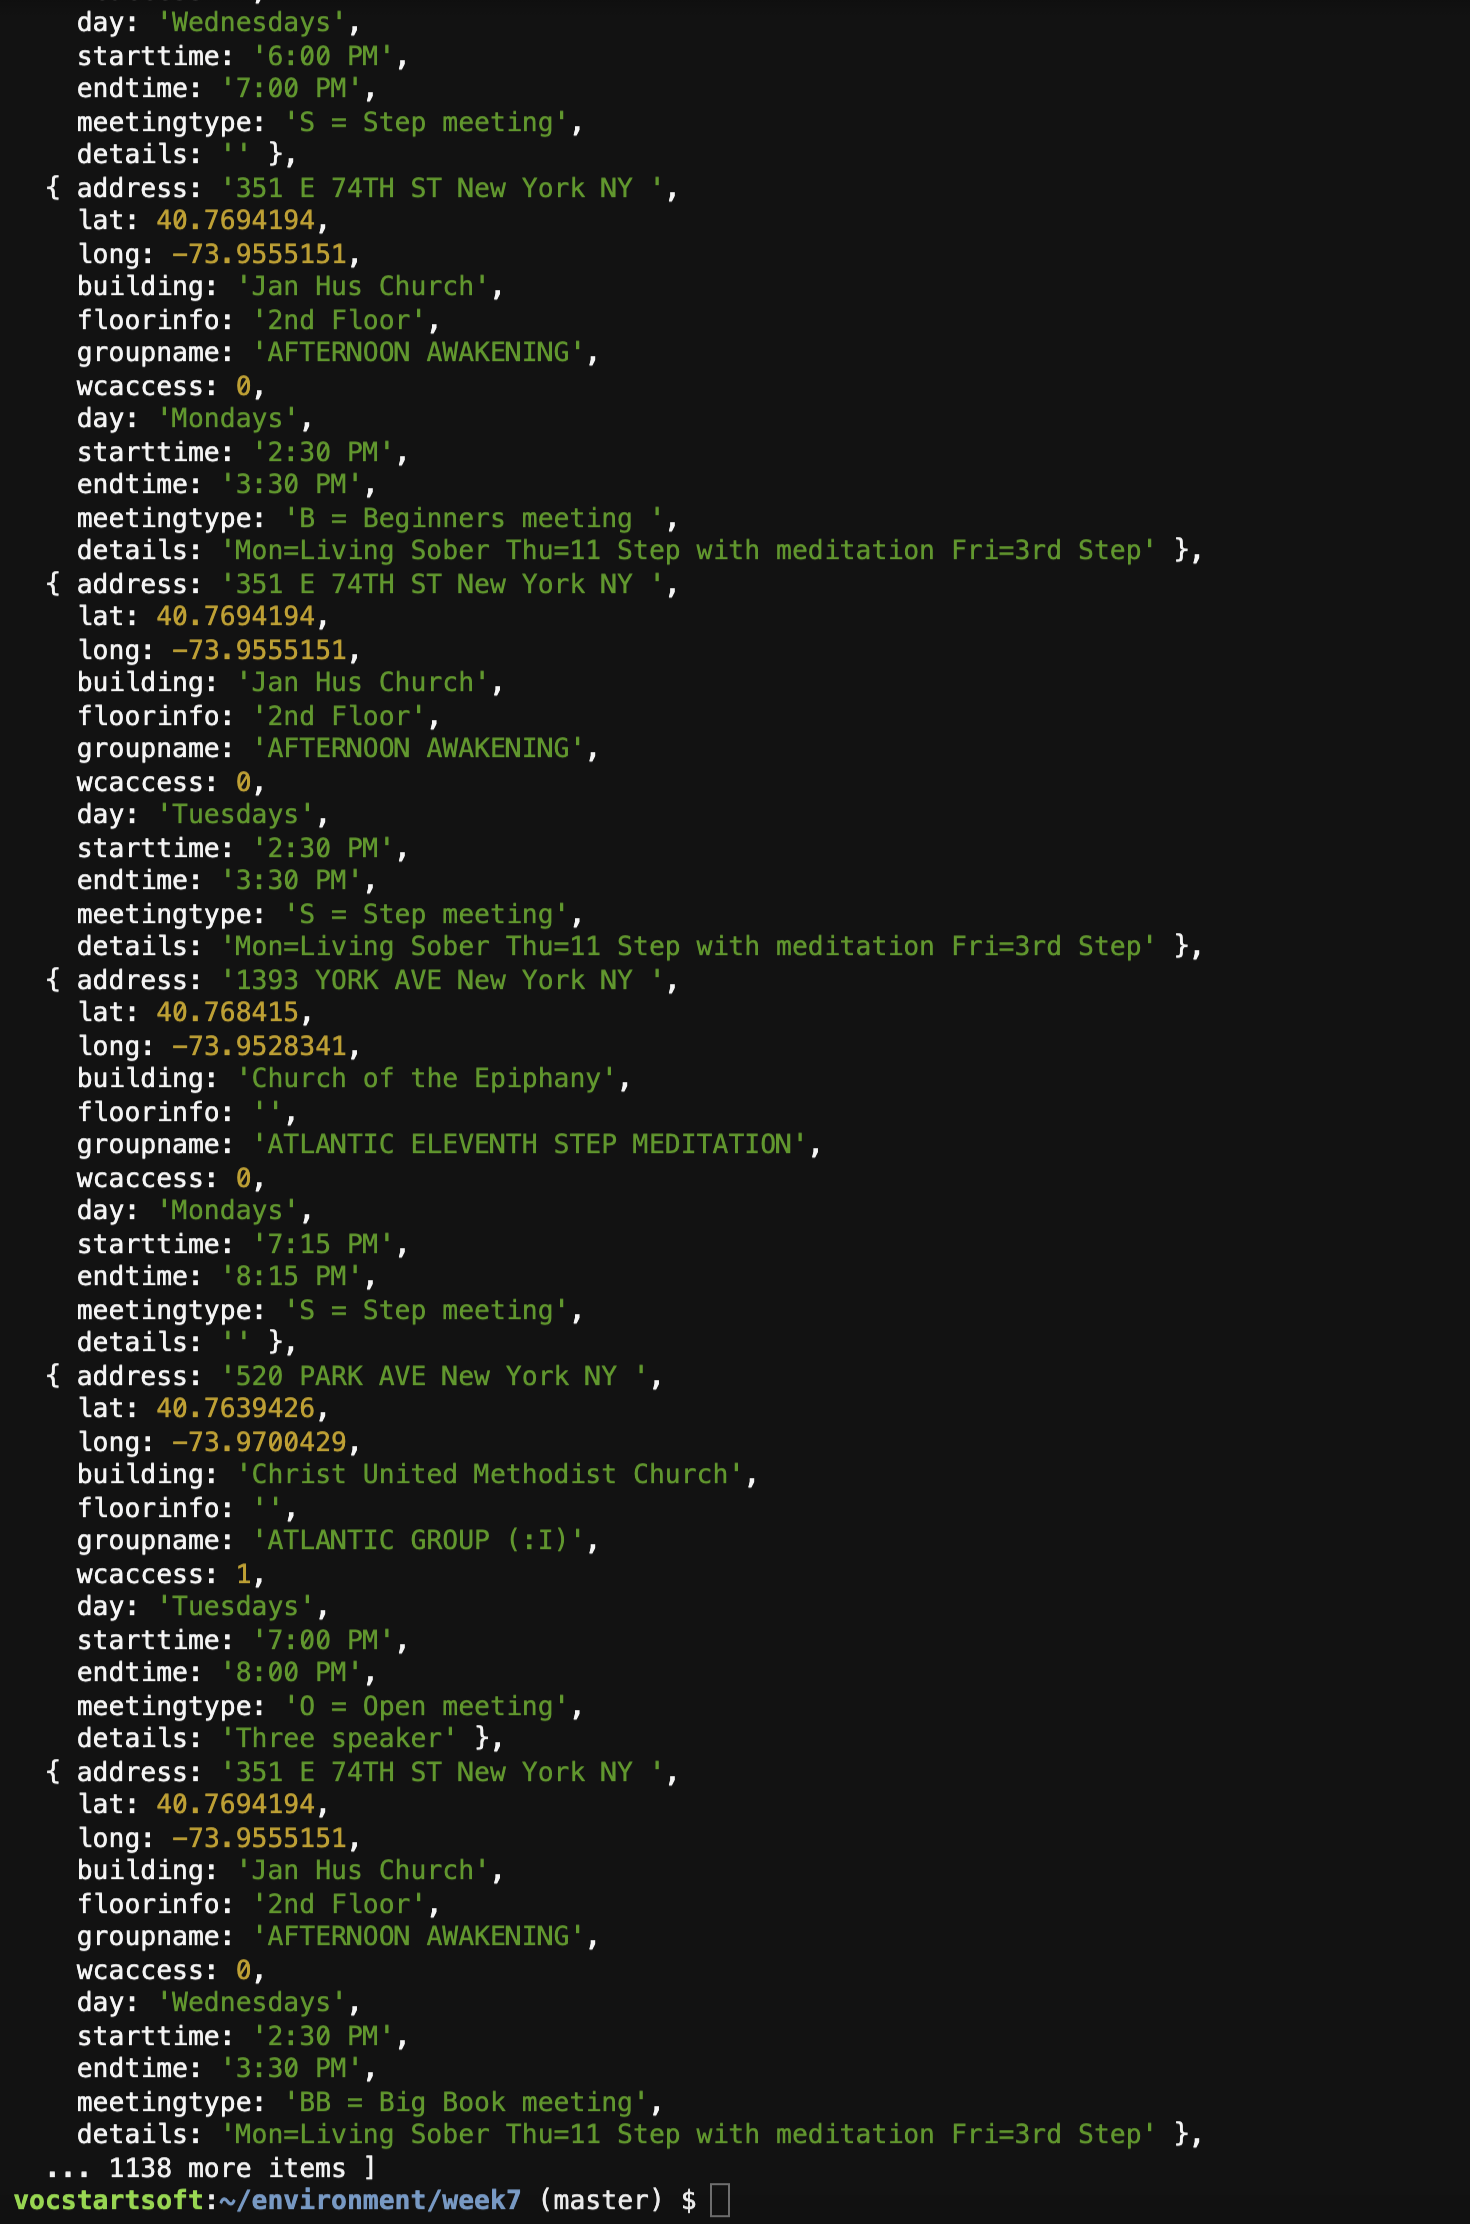 day: 'Wednesdays',
starttime: '6:00 PM',
endtime: '7:00 PM',
meetingtype: 'S = Step meeting',
details: '' },
{ address: '351 E 74TH ST New York NY ',
lat: 40.7694194,
long: -73.9555151,
building: 'Jan Hus Church',
floorinfo: '2nd Floor',
groupname: 'AFTERNOON AWAKENING',
wcaccess: 0,
day: 'Mondays',
starttime: '2:30 PM',
endtime: '3:30 PM',
meetingtype: 'B = Beginners meeting ',
details: 'Mon=Living Sober Thu=11 Step with meditation Fri=3rd Step' },
{ address: '351 E 74TH ST New York NY ',
lat: 40.7694194,
long: -73.9555151,
building: 'Jan Hus Church',
floorinfo: '2nd Floor',
groupname: 'AFTERNOON AWAKENING',
wcaccess: 0,
day: 'Tuesdays',
starttime: '2:30 PM',
endtime: '3:30 PM',
meetingtype: 'S = Step meeting',
details: 'Mon=Living Sober Thu=11 Step with meditation Fri=3rd Step' },
{ address: '1393 YORK AVE New York NY ',
lat: 40.768415,
long: -73.9528341,
building: 'Church of the Epiphany',
floorinfo: '',
groupname: 'ATLANTIC ELEVENTH STEP MEDITATION',
wcaccess: 0,
day: 'Mondays',
starttime: '7:15 PM',
endtime: '8:15 PM',
meetingtype: 'S = Step meeting',
details: '' },
{ address: '520 PARK AVE New York NY ',
lat: 40.7639426,
long: -73.9700429,
building: 'Christ United Methodist Church',
floorinfo: '',
groupname: 'ATLANTIC GROUP (:I)',
wcaccess: 1,
day: 'Tuesdays',
starttime: '7:00 PM',
endtime: '8:00 PM',
meetingtype: 'O = Open meeting',
details: 'Three speaker' },
{ address: '351 E 74TH ST New York NY ',
lat: 40.7694194,
long: -73.9555151,
building: 'Jan Hus Church',
floorinfo: '2nd Floor',
groupname: 'AFTERNOON AWAKENING',
wcaccess: 0,
day: 'Wednesdays',
starttime: '2:30 PM',
endtime: '3:30 PM',
meetingtype: 'BB = Big Book meeting',
details: 'Mon=Living Sober Thu=11 Step with meditation Fri=3rd Step' },
... 1138 more items ]
vocstartsoft:~/environment/week7 (master) $